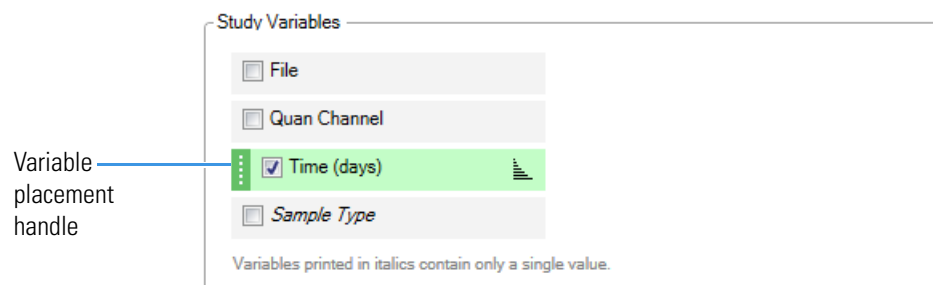 Study Variables
File
Quan Channel
Time (days)
Sample Type
Variables printed in italics contain only a single value.
Variable
placement
handle